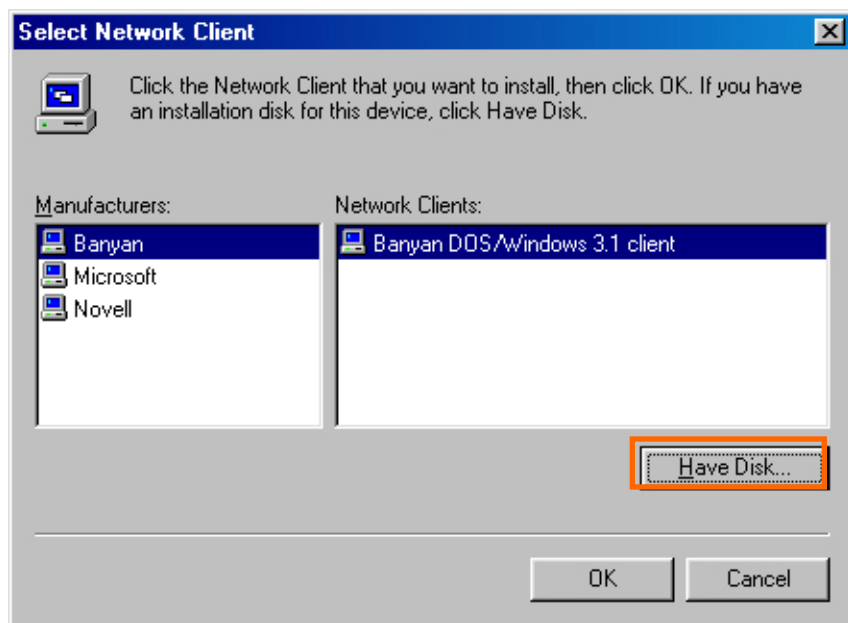 Select Network Client
Click the Network Client that you want to install, then click OK. If you have
an installation disk for this device, click Have Disk.
Manufacturers:
Network Clients:
Banyan
Microsoft
Novell
Banyan DOS/Windows 3.1 client
Have Disk...
OK
Cancel